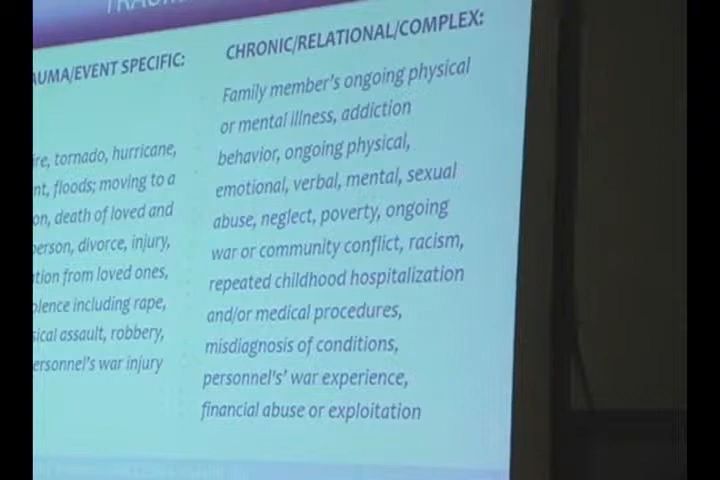 AUMA/EVENT SPECIFIC:
ire, tornado, hurricane,
nt, floods; moving to a
on, death of loved and
person, divorce, injury,
tion from loved ones,
olence including rape,
sical assault, robbery,
ersonnel's war injury
CHRONIC/RELATIONAL/COMPLEX:
Family member's ongoing physical
or mental illness, addiction
behavior, ongoing physical,
emotional, verbal, mental, sexual
abuse, neglect, poverty, ongoing
war or community conflict, racism,
repeated childhood hospitalization
and/or medical procedures,
misdiagnosis of conditions,
personnel's' war experience,
financial abuse or exploitation